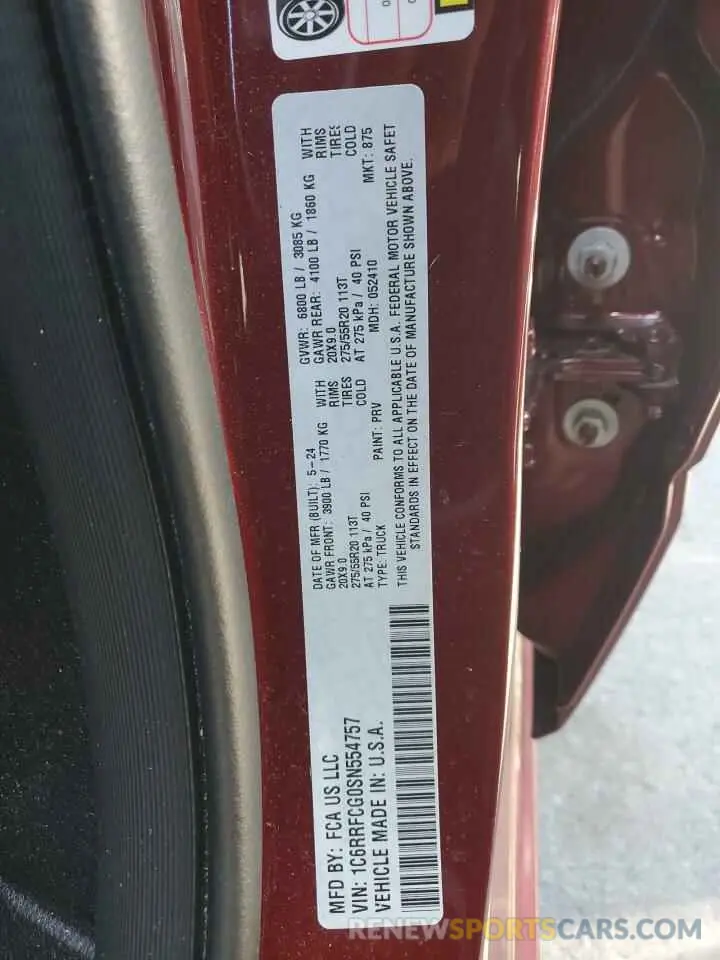 MFD BY: FCA US LLC
VIN: 1C6RRFCG0SN554757
VEHICLE MADE IN: U.S.A.
DATE OF MFR (BUILT): 5-24 GVWR: 6800 LB / 3085 KG
GAWR FRONT: 3900 LB / 1770 KG WITH GAWR REAR: 4100 LB / 1860 KG WITH
20X9.0 RIMS 20X9.0 RIMS
275/55R20 113T TIRES 275/55R20 113T TIRES
AT 275 kPa / 40 PSI COLD AT 275 kPa / 40 PSI COLD
TYPE: TRUCK PAINT: PRV MDH: 052410 MKT: 875
THIS VEHICLE CONFORMS TO ALL APPLICABLE U.S.A. FEDERAL MOTOR VEHICLE SAFET
STANDARDS IN EFFECT ON THE DATE OF MANUFACTURE SHOWN ABOVE.
RENEWSPORTSCARS.COM